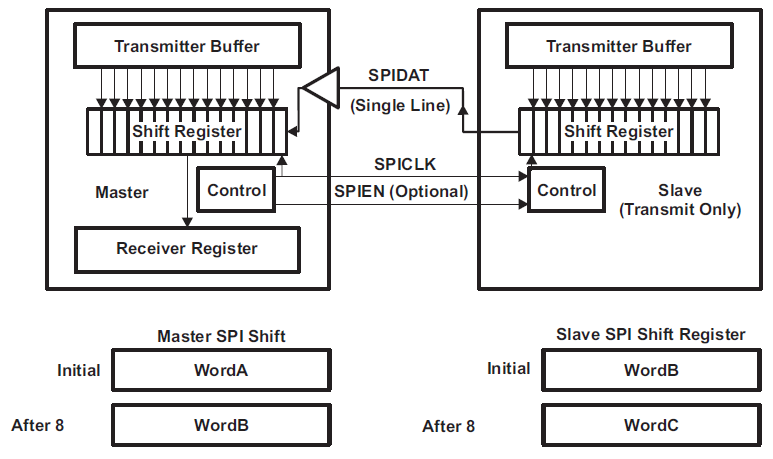 Transmitter Buffer
Transmitter Buffer
SPIDAT
(Single Line)
Shift Register
Shift Register
SPICLK
Master
Control
SPIEN (Optional)
Control
Slave
(Transmit Only)
Receiver Register
Master SPI Shift
Slave SPI Shift Register
Initial
WordA
Initial
WordB
After 8
WordB
After 8
WordC